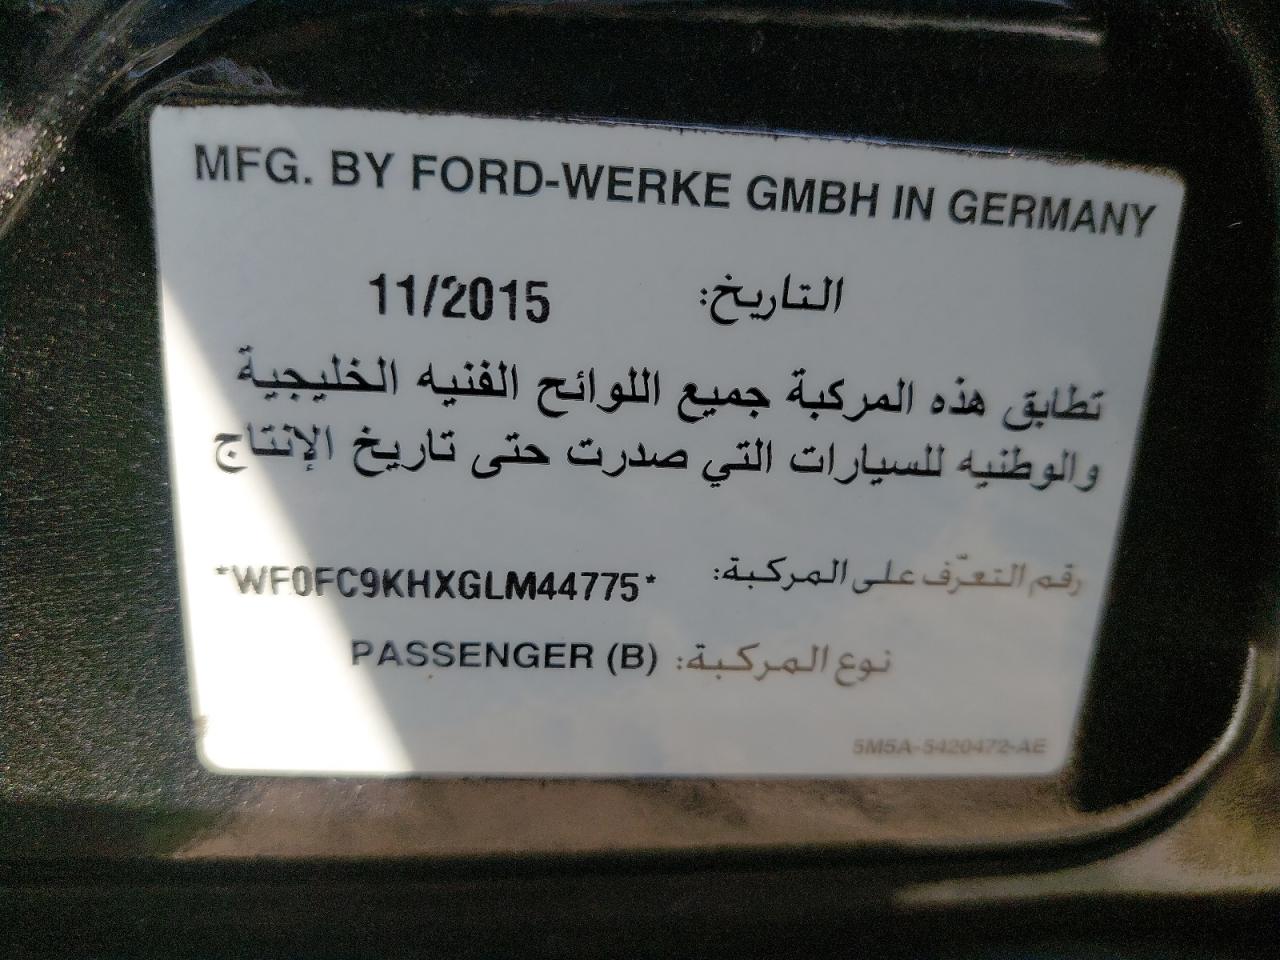 MFG. BY FORD-WERKE GMBH IN GERMANY
التاريخ: 11/2015
تطابق هذه المركبة جميع اللوائح الفنيه الخليجية
والوطنيه للسيارات التي صدرت حتى تاريخ الإنتاج
رقم التعرّف على المركبة: *WF0FC9KHXGLM44775*
نوع المركبة: PASSENGER (B)
5M5A-5420472-AE